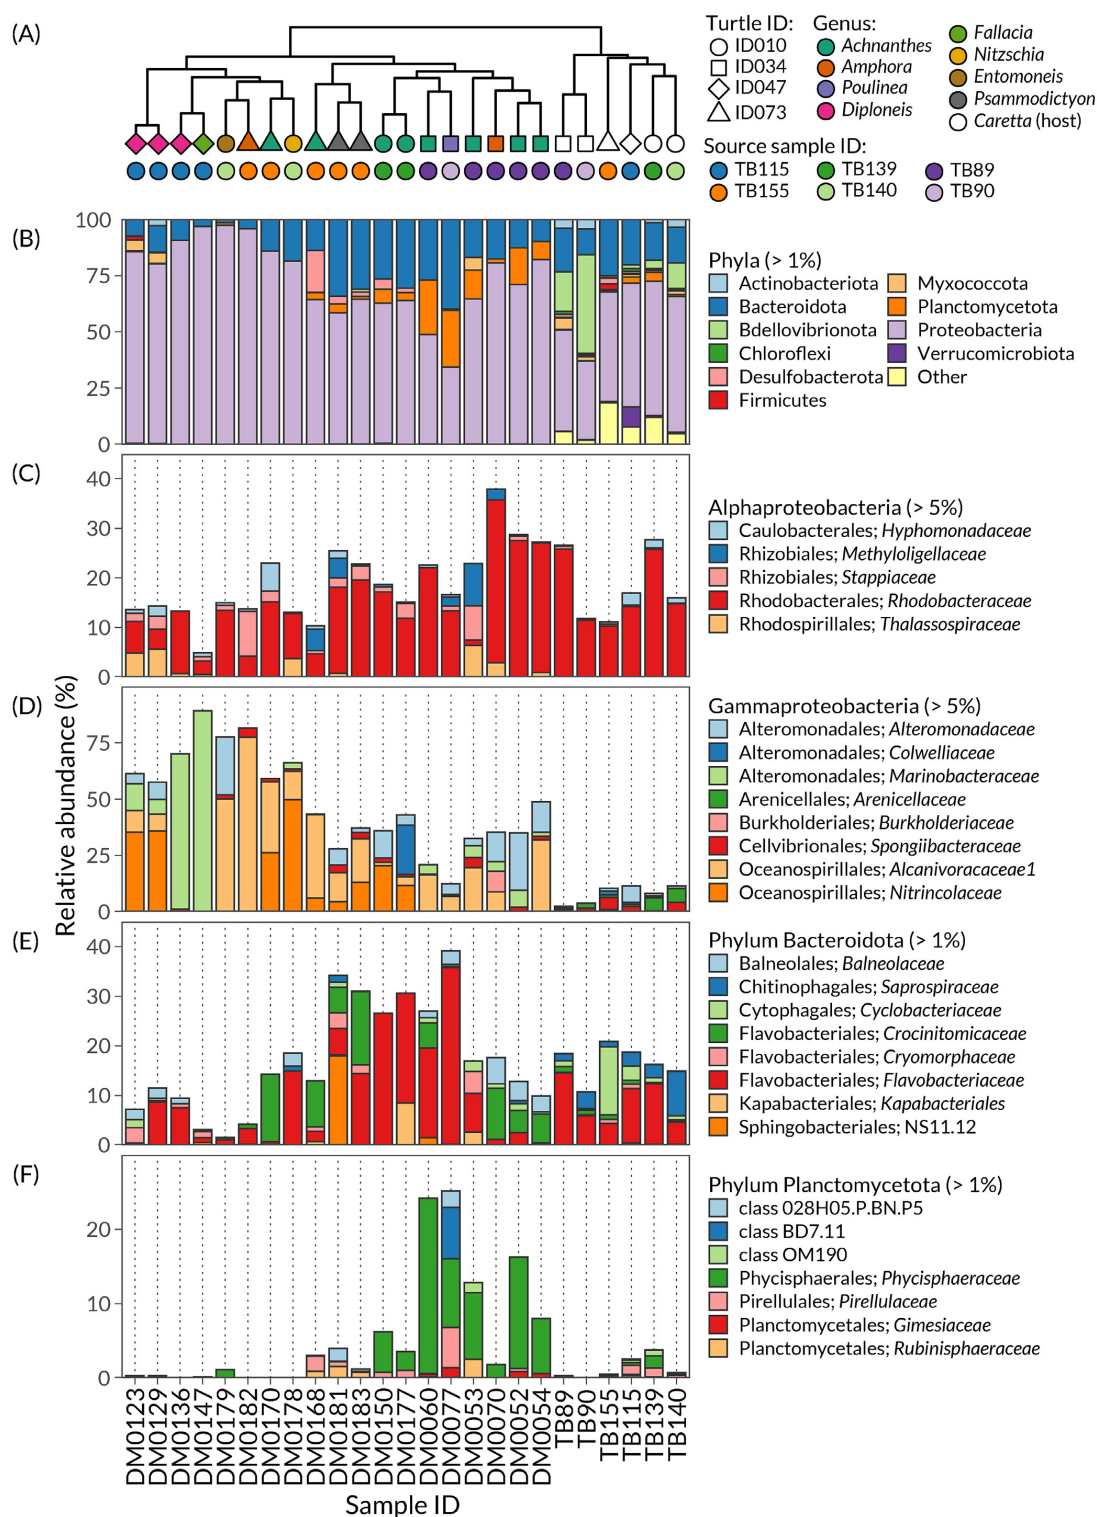 (A)
Turtle ID:
ID010
ID034
ID047
ID073
Genus:
Achnanthes
Amphora
Poulinea
Diploneis
Fallacia
Nitzschia
Entomoneis
Psammodictyon
Caretta (host)
Source sample ID:
TB115
TB155
TB139
TB140
TB89
TB90
(B)
100
75
50
25
0
Phyla (> 1%)
Actinobacteriota
Bacteroidota
Bdellovibrionota
Chloroflexi
Desulfobacterota
Firmicutes
Myxococcota
Planctomycetota
Proteobacteria
Verrucomicrobiota
Other
(C)
40
30
20
10
0
Alphaproteobacteria (> 5%)
Caulobacterales; Hyphomonadaceae
Rhizobiales; Methyloligellaceae
Rhizobiales; Stappiaceae
Rhodobacterales; Rhodobacteraceae
Rhodospirillales; Thalassospiraceae
Relative abundance (%)
(D)
75
50
25
0
Gammaproteobacteria (> 5%)
Alteromonadales; Alteromonadaceae
Alteromonadales; Colwelliaceae
Alteromonadales; Marinobacteraceae
Arenicellales; Arenicellaceae
Burkholderiales; Burkholderiaceae
Cellvibrionales; Spongiibacteraceae
Oceanospirillales; Alcanivoracaceae1
Oceanospirillales; Nitrincolaceae
(E)
40
30
20
10
0
Phylum Bacteroidota (> 1%)
Balneolales; Balneolaceae
Chitinophagales; Saprospiraceae
Cytophagales; Cyclobacteriaceae
Flavobacteriales; Crocinitomicaceae
Flavobacteriales; Cryomorphaceae
Flavobacteriales; Flavobacteriaceae
Kapabacteriales; Kapabacteriales
Sphingobacteriales; NS11.12
(F)
20
10
0
Phylum Planctomycetota (> 1%)
class 028H05.P.BN.P5
class BD7.11
class OM190
Phycisphaerales; Phycisphaeraceae
Pirellulales; Pirellulaceae
Planctomycetales; Gimesiaceae
Planctomycetales; Rubinisphaeraceae
DM0123
DM0129
DM0136
DM0147
DM0179
DM0182
DM0170
DM0178
DM0168
DM0181
DM0183
DM0150
DM0177
DM0060
DM0077
DM0053
DM0070
DM0052
DM0054
TB89
TB90
TB155
TB115
TB139
TB140
Sample ID